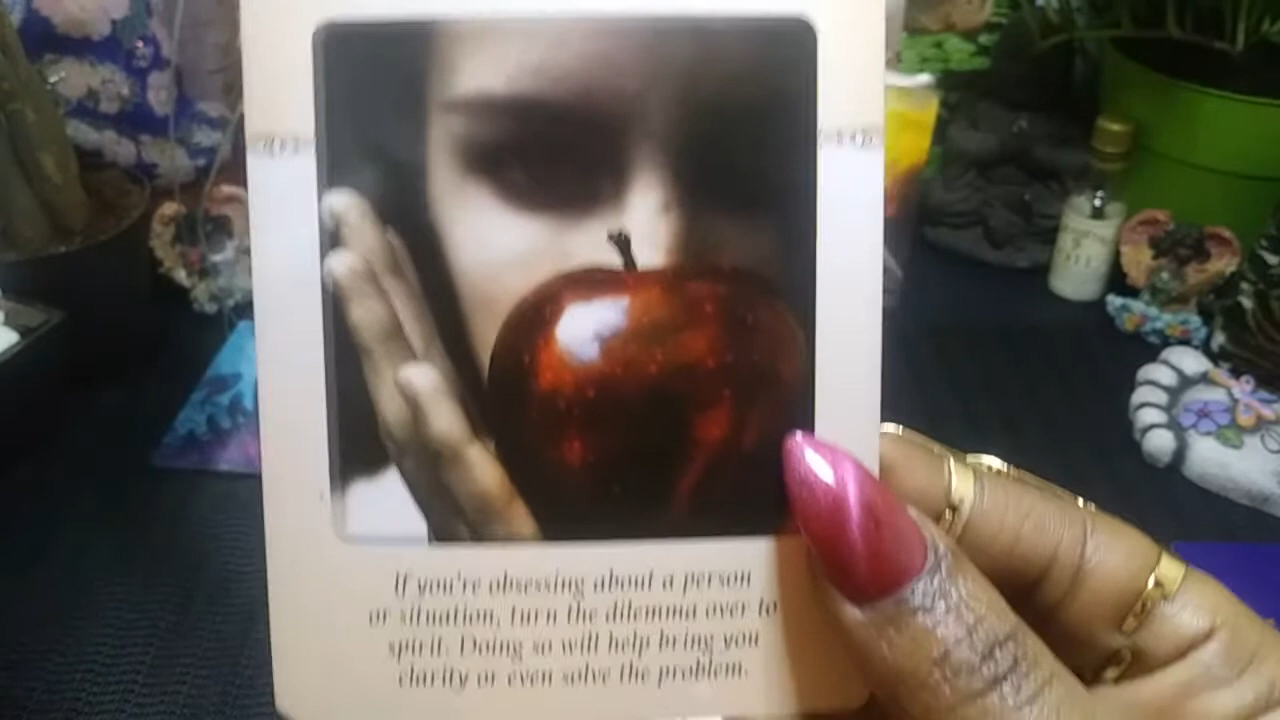 If you're obsessing about a person
or situation, turn the dilemma over to
spirit. Doing so will help bring you
clarity or even solve the problem.